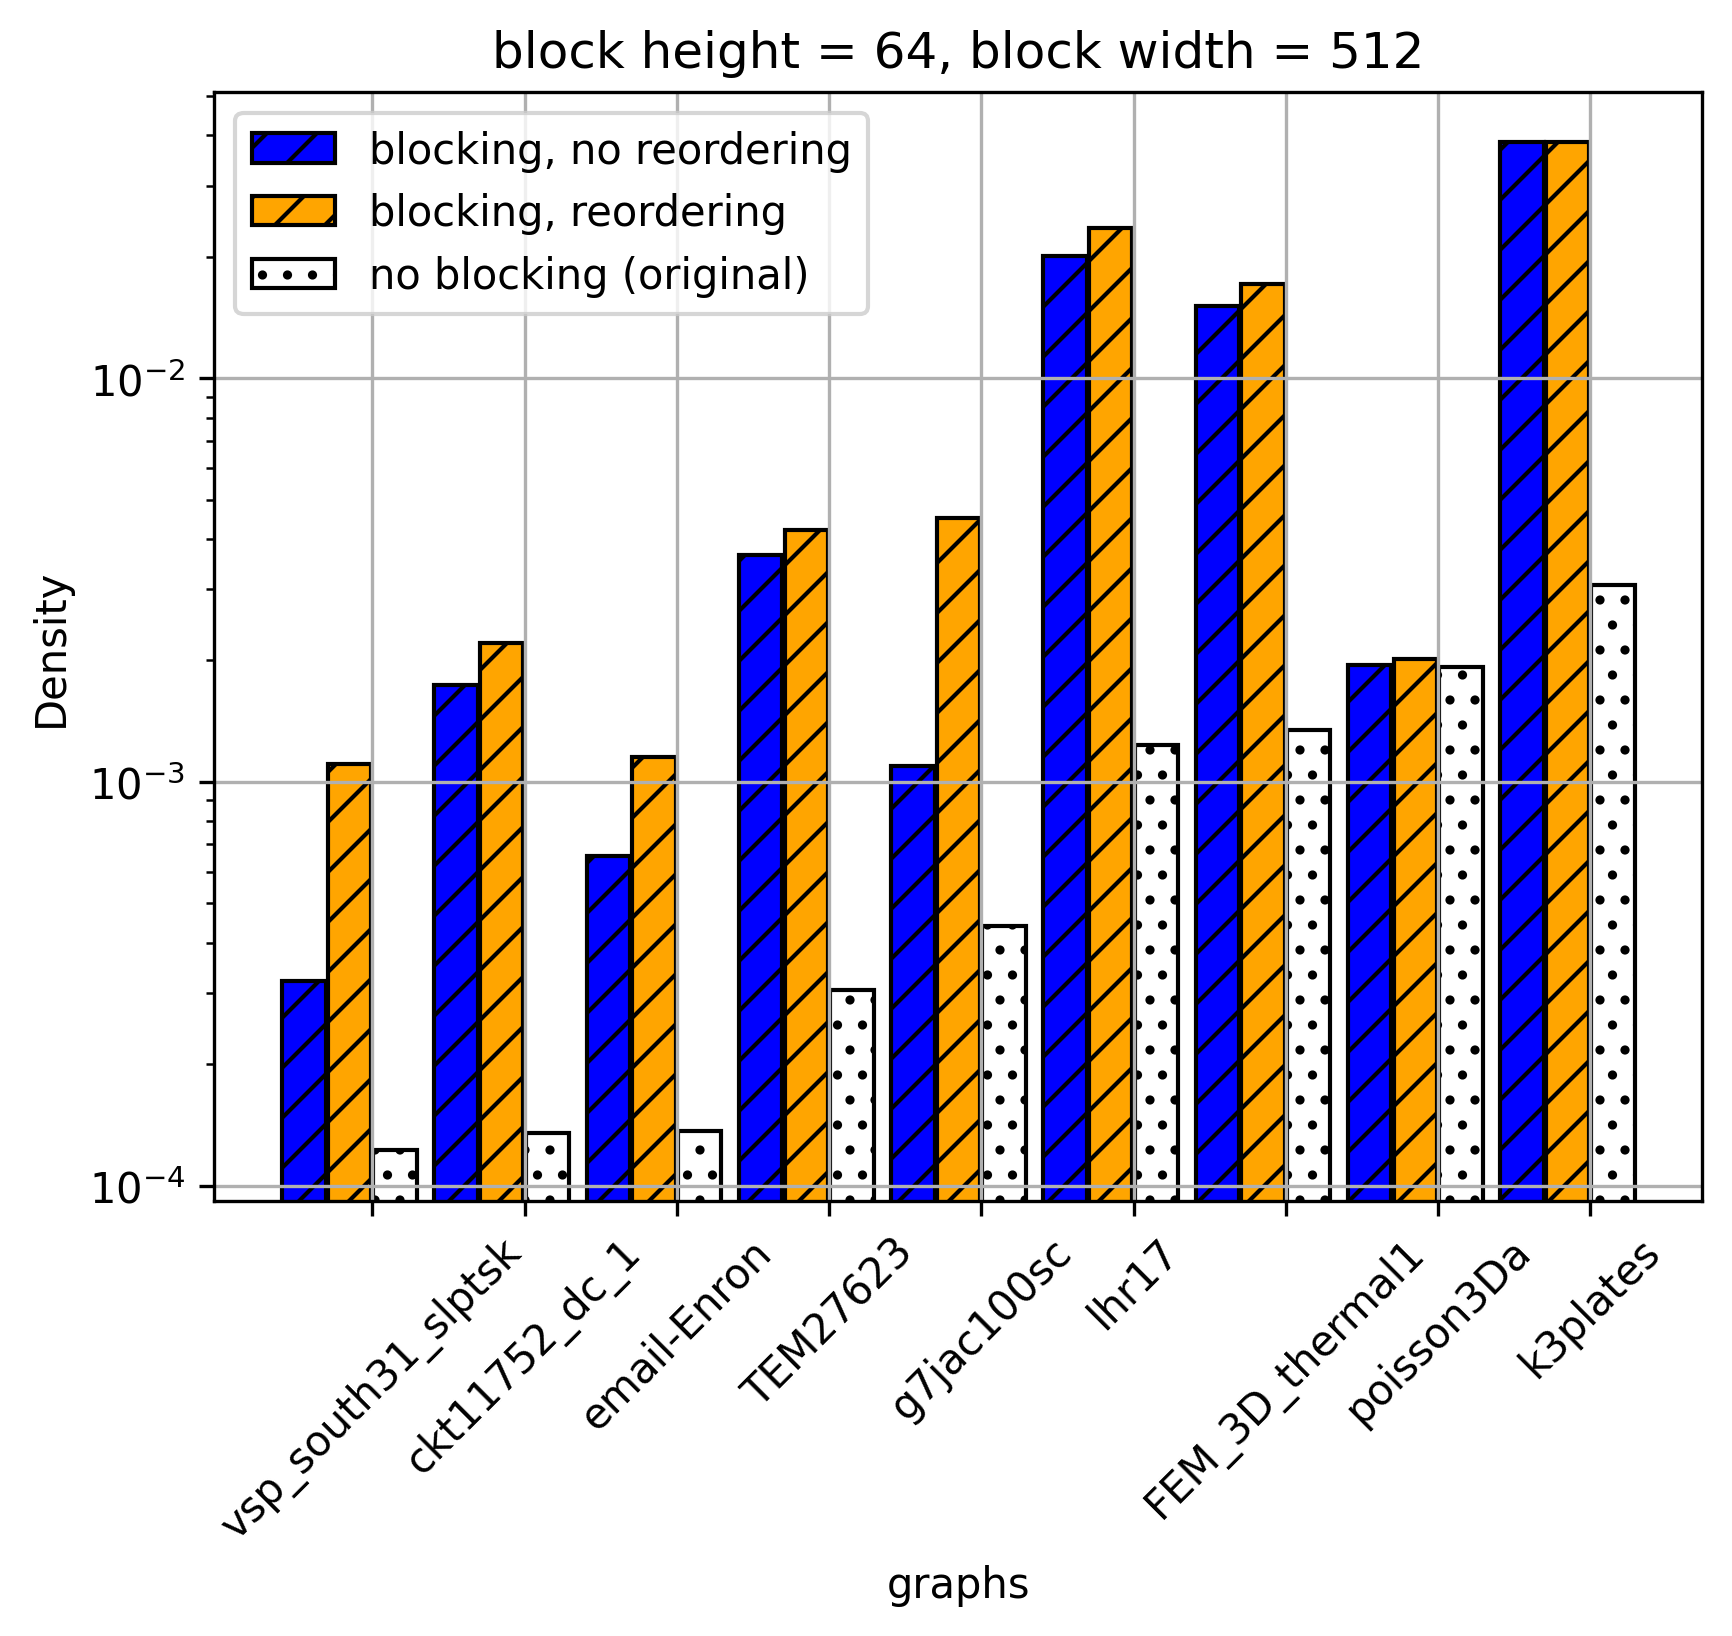 block height = 64, block width = 512
blocking, no reordering
blocking, reordering
no blocking (original)
Density
10⁻²
10⁻³
10⁻⁴
vsp_south31_slptsk
ckt11752_dc_1
email-Enron
TEM27623
g7jac100sc
lhr17
FEM_3D_thermal1
poisson3Da
k3plates
graphs